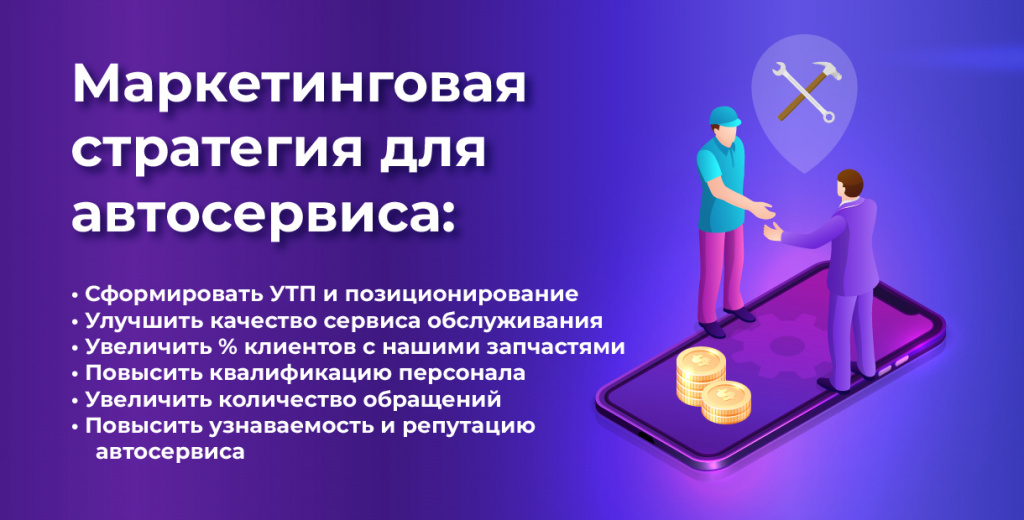 Маркетинговая
стратегия для
автосервиса:
• Сформировать УТП и позиционирование
• Улучшить качество сервиса обслуживания
• Увеличить % клиентов с нашими запчастями
• Повысить квалификацию персонала
• Увеличить количество обращений
• Повысить узнаваемость и репутацию
автосервиса